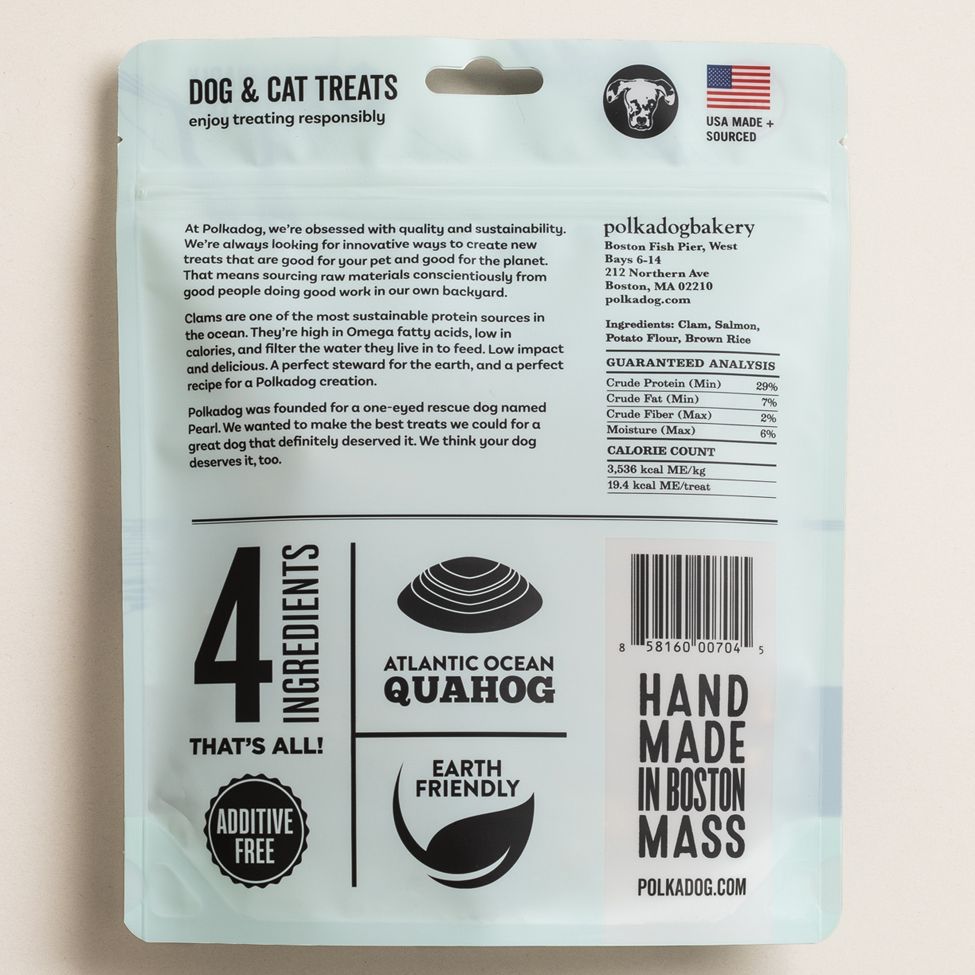 DOG & CAT TREATS
enjoy treating responsibly
USA MADE +
SOURCED
At Polkadog, we're obsessed with quality and sustainability.
We're always looking for innovative ways to create new
treats that are good for your pet and good for the planet.
That means sourcing raw materials conscientiously from
good people doing good work in our own backyard.
Clams are one of the most sustainable protein sources in
the ocean. They're high in Omega fatty acids, low in
calories, and filter the water they live in to feed. Low impact
and delicious. A perfect steward for the earth, and a perfect
recipe for a Polkadog creation.
Polkadog was founded for a one-eyed rescue dog named
Pearl. We wanted to make the best treats we could for a
great dog that definitely deserved it. We think your dog
deserves it, too.
polkadogbakery
Boston Fish Pier, West
Bays 6-14
212 Northern Ave
Boston, MA 02210
polkadog.com
Ingredients: Clam, Salmon,
Potato Flour, Brown Rice
GUARANTEED ANALYSIS
Crude Protein (Min) 29%
Crude Fat (Min) 7%
Crude Fiber (Max) 2%
Moisture (Max) 6%
CALORIE COUNT
3,536 kcal ME/kg
19.4 kcal ME/treat
4 INGREDIENTS
THAT'S ALL!
ADDITIVE
FREE
ATLANTIC OCEAN
QUAHOG
EARTH
FRIENDLY
8 58160 00704 5
HAND
MADE
IN BOSTON
MASS
POLKADOG.COM